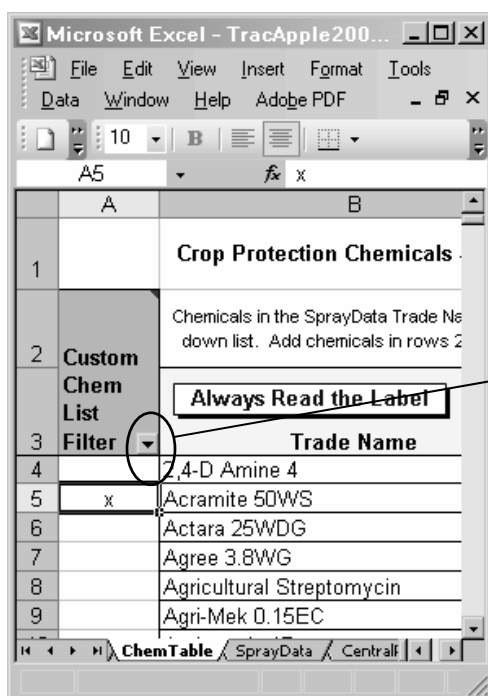 Microsoft Excel - TracApple200...
File Edit View Insert Format Tools
Data Window Help Adobe PDF
10 B
A5 fx x
A B
1 Crop Protection Chemicals
Chemicals in the SprayData Trade Na
2 down list. Add chemicals in rows 2
Custom
Chem
List
Filter
Always Read the Label
3 Trade Name
4 2,4-D Amine 4
5 x Acramite 50WS
6 Actara 25WDG
7 Agree 3.8WG
8 Agricultural Streptomycin
9 Agri-Mek 0.15EC
ChemTable SprayData Central